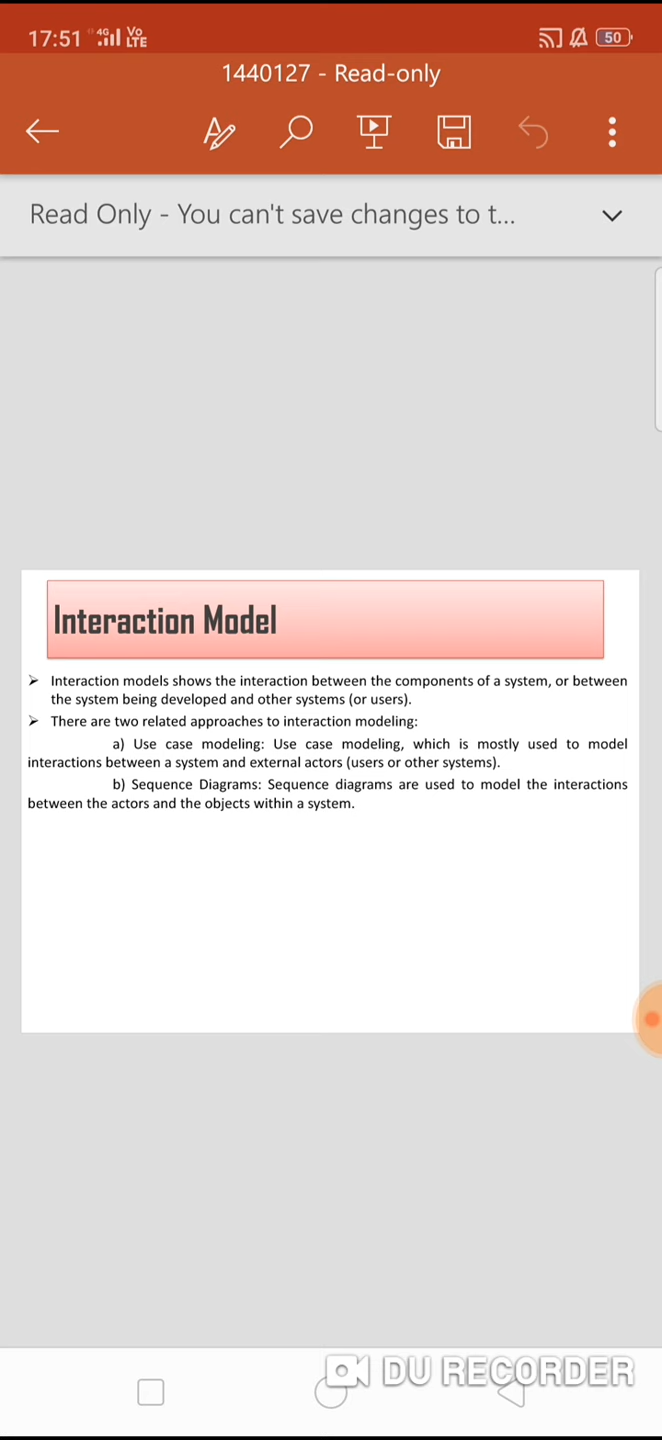 17:51 4G Vo LTE 50
1440127 - Read-only
Read Only - You can't save changes to t...
Interaction Model
➢ Interaction models shows the interaction between the components of a system, or between
the system being developed and other systems (or users).
➢ There are two related approaches to interaction modeling:
a) Use case modeling: Use case modeling, which is mostly used to model
interactions between a system and external actors (users or other systems).
b) Sequence Diagrams: Sequence diagrams are used to model the interactions
between the actors and the objects within a system.
DU RECORDER